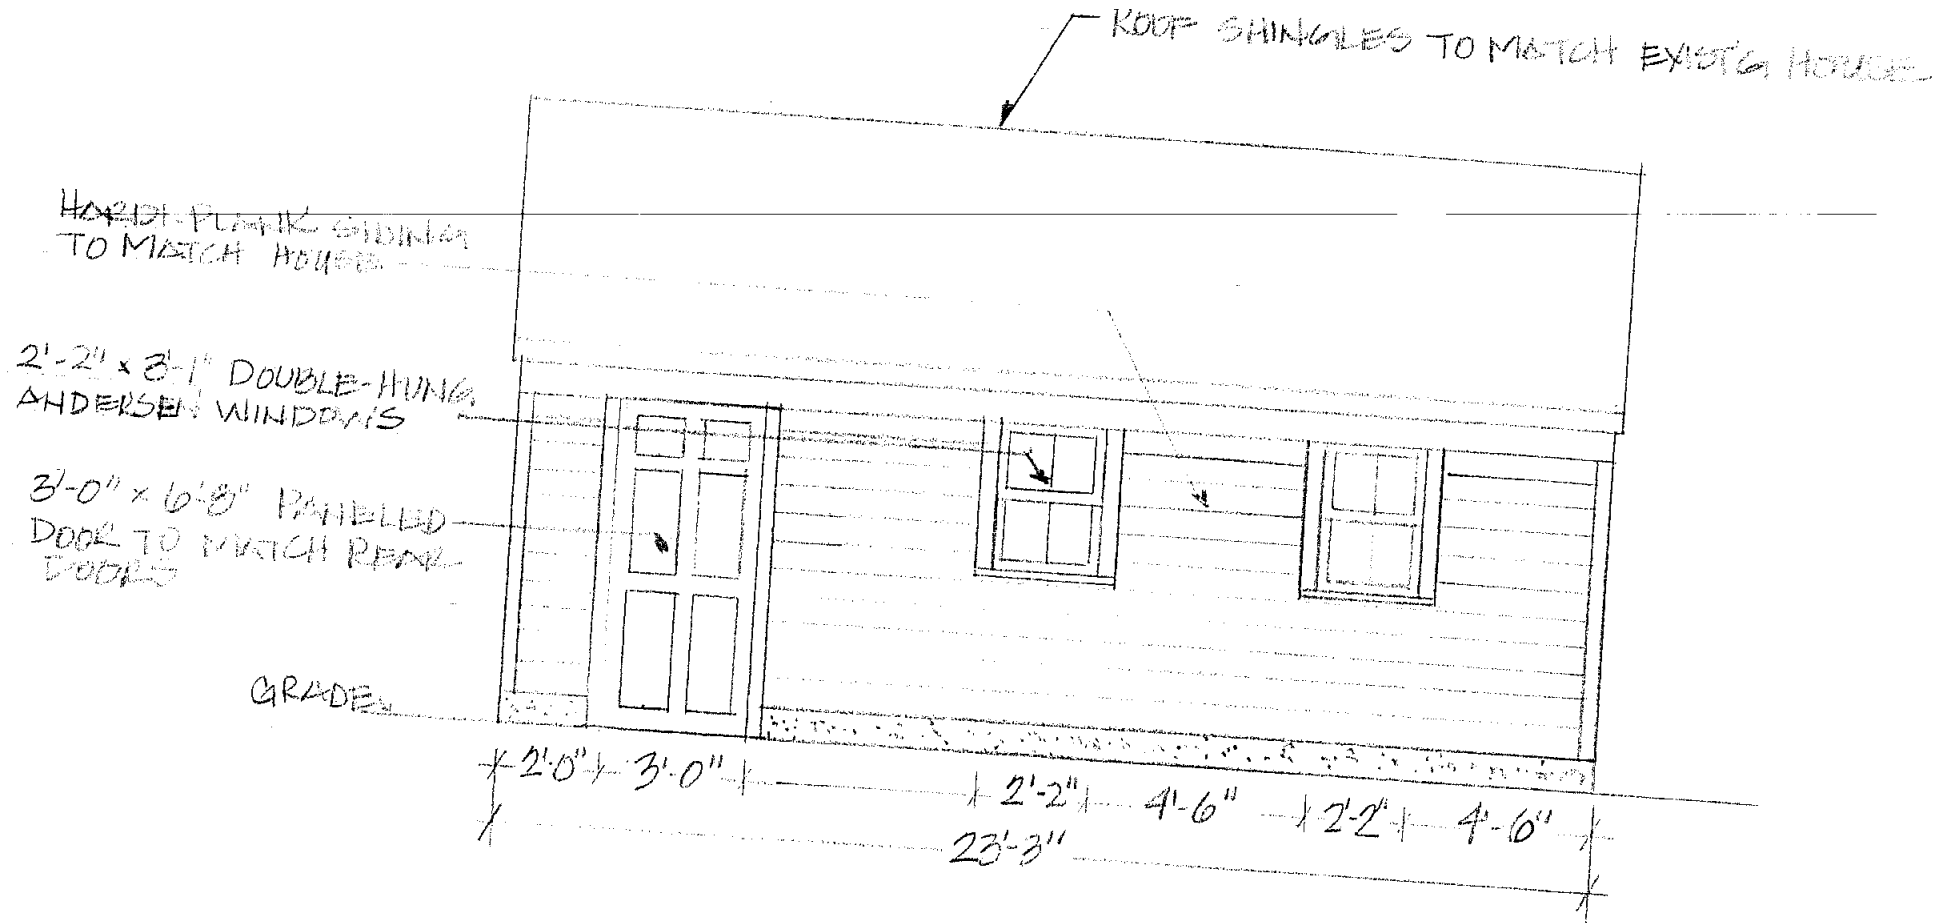 ROOF SHINGLES TO MATCH EXIST'G HOUSE
HARDI-PLANK SIDING
TO MATCH HOUSE
2'-2" x 3'-1" DOUBLE-HUNG
ANDERSEN WINDOWS
3'-0" x 6'-8" PANELED
DOOR TO MATCH REAR
DOORS
GRADE
2'-0" 3'-0" 2'-2" 4'-6" 2'-2" 4'-6"
23'-3"